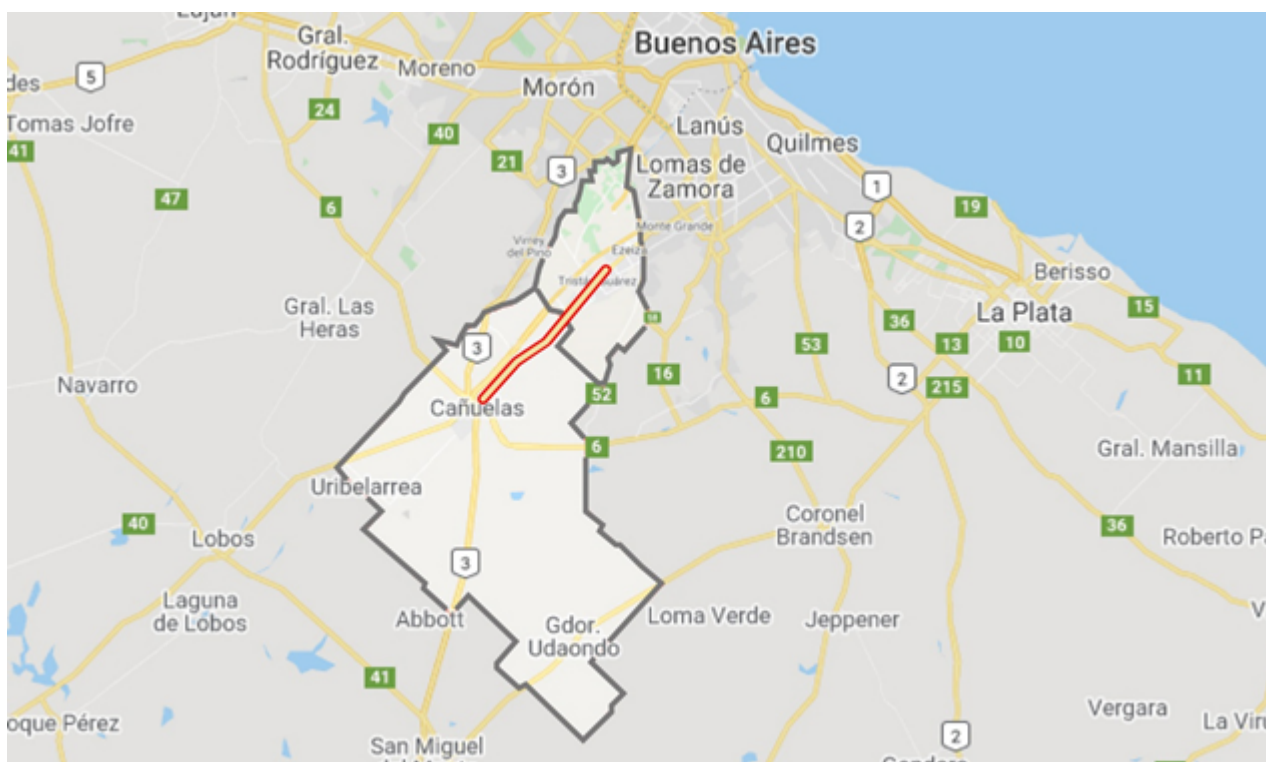 Luján
Gral.
Rodríguez
Buenos Aires
Moreno
5
des
Morón
24
Tomas Jofre
40
Lanús
Quilmes
41
21
3
Lomas de
Zamora
1
47
6
19
2
Monte Grande
Virrey
del Pino
Ezeiza
Berisso
Tristán Suárez
Gral. Las
Heras
La Plata
15
58
36
3
13
10
53
Navarro
16
2
11
52
215
6
Cañuelas
6
210
Gral. Mansilla
Uribelarrea
40
Coronel
Brandsen
36
Lobos
Roberto Pa
3
Laguna
de Lobos
Abbott
Gdor.
Udaondo
Loma Verde
Jeppener
V
41
oque Pérez
Vergara
La Viru
San Miguel
2